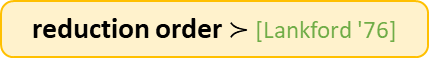 reduction order ≻ [Lankford '76]